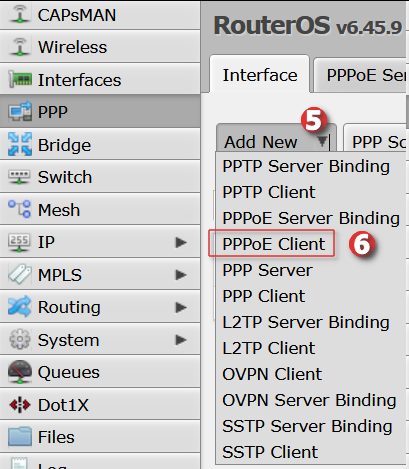 CAPsMAN
Wireless
Interfaces
PPP
Bridge
Switch
Mesh
255
IP
MPLS
Routing
System
Queues
Dot1X
Files
RouterOS v6.45.9
Interface
PPPoE Ser
5
Add New
PPP Sc
PPTP Server Binding
PPTP Client
PPPoE Server Binding
PPPoE Client
6
PPP Server
PPP Client
L2TP Server Binding
L2TP Client
OVPN Client
OVPN Server Binding
SSTP Server Binding
SSTP Client